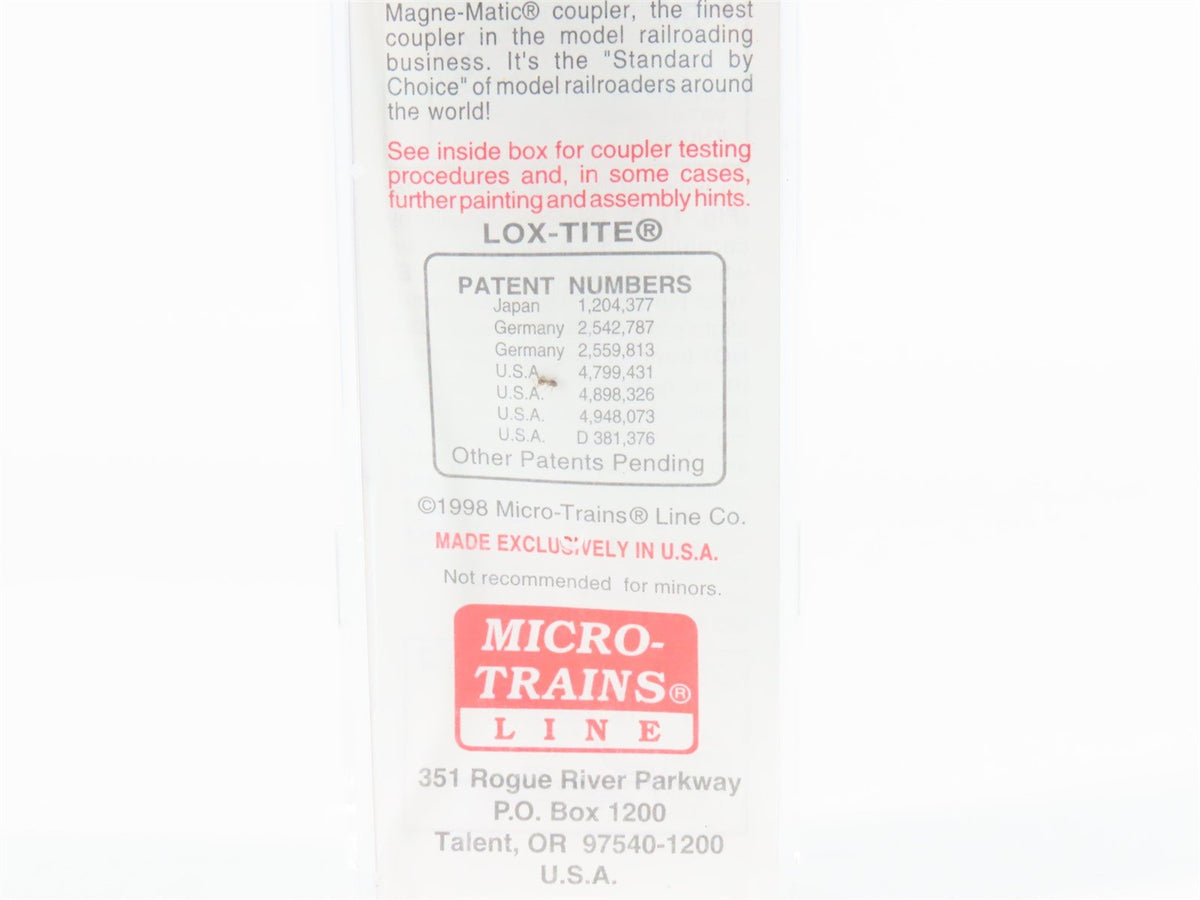 Magne-Matic® coupler, the finest
coupler in the model railroading
business. It's the "Standard by
Choice" of model railroaders around
the world!
See inside box for coupler testing
procedures and, in some cases,
further painting and assembly hints.
LOX-TITE®
PATENT NUMBERS
Japan 1,204,377
Germany 2,542,787
Germany 2,559,813
U.S.A. 4,799,431
U.S.A. 4,898,326
U.S.A. 4,948,073
U.S.A. D 381,376
Other Patents Pending
©1998 Micro-Trains® Line Co.
MADE EXCLUSIVELY IN U.S.A.
Not recommended for minors.
MICRO-
TRAINS®
LINE
351 Rogue River Parkway
P.O. Box 1200
Talent, OR 97540-1200
U.S.A.